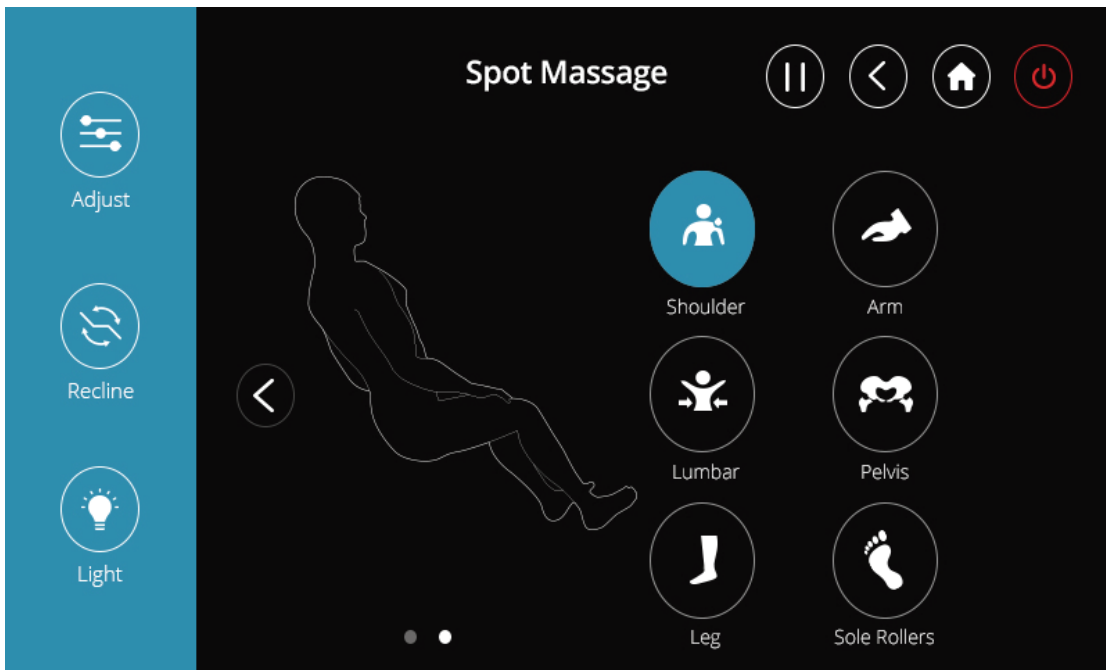 Spot Massage
Adjust
Recline
Light
Shoulder
Arm
Lumbar
Pelvis
Leg
Sole Rollers